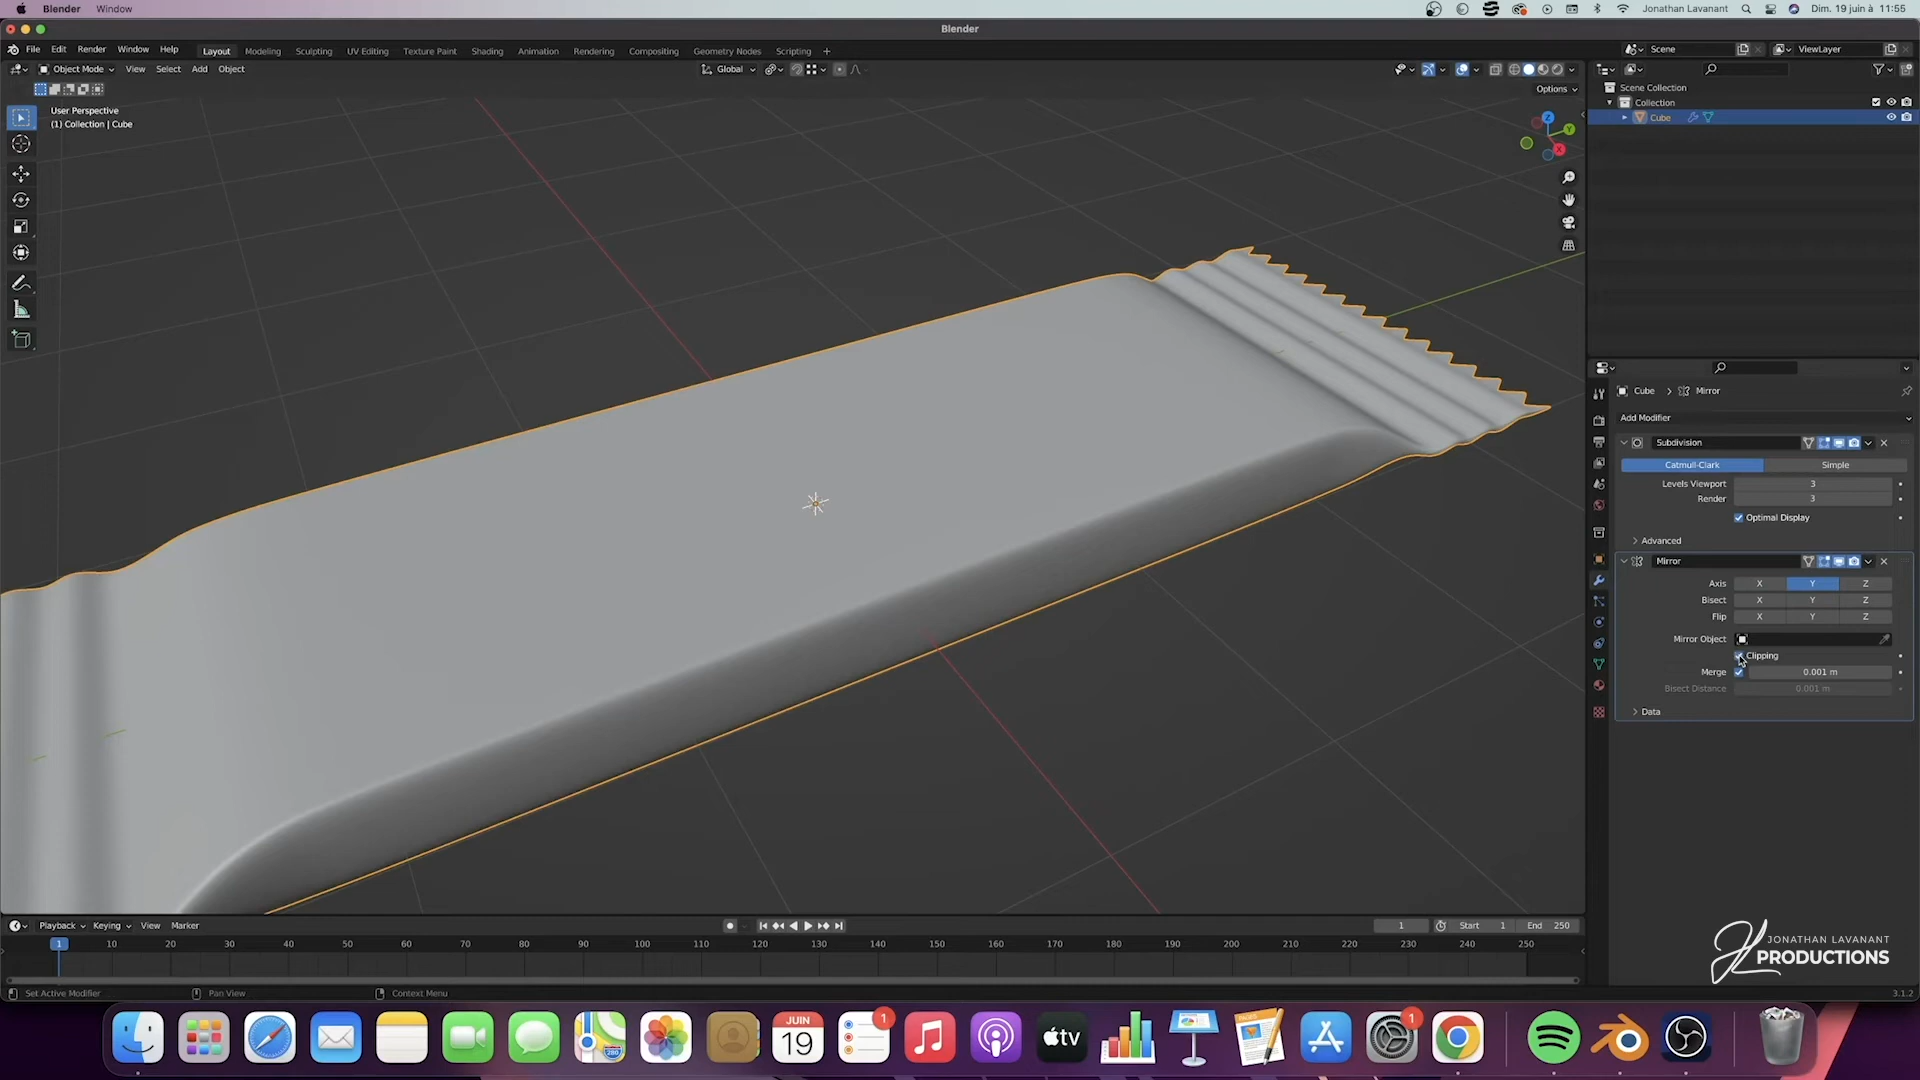 Blender Window Jonathan Lavanant Dim. 19 juin à 11:55
Blender
File Edit Render Window Help Layout Modeling Sculpting UV Editing Texture Paint Shading Animation Rendering Compositing Geometry Nodes Scripting + Scene ViewLayer
Object Mode View Select Add Object Global
Options
User Perspective
(1) Collection | Cube
Z
Y
X
Scene Collection
Collection
Cube
Cube > Mirror
Add Modifier
Subdivision
Catmull-Clark Simple
Levels Viewport 3
Render 3
Optimal Display
Advanced
Mirror
Axis X Y Z
Bisect X Y Z
Flip X Y Z
Mirror Object
Clipping
Merge 0.001 m
Bisect Distance 0.001 m
Data
Playback Keying View Marker 1 Start 1 End 250
1 10 20 30 40 50 60 70 80 90 100 110 120 130 140 150 160 170 180 190 200 210 220 230 240 250
JONATHAN LAVANANT
PRODUCTIONS
Set Active Modifier Pan View Context Menu 3.1.2
JUIN
19
1
tv
280
1